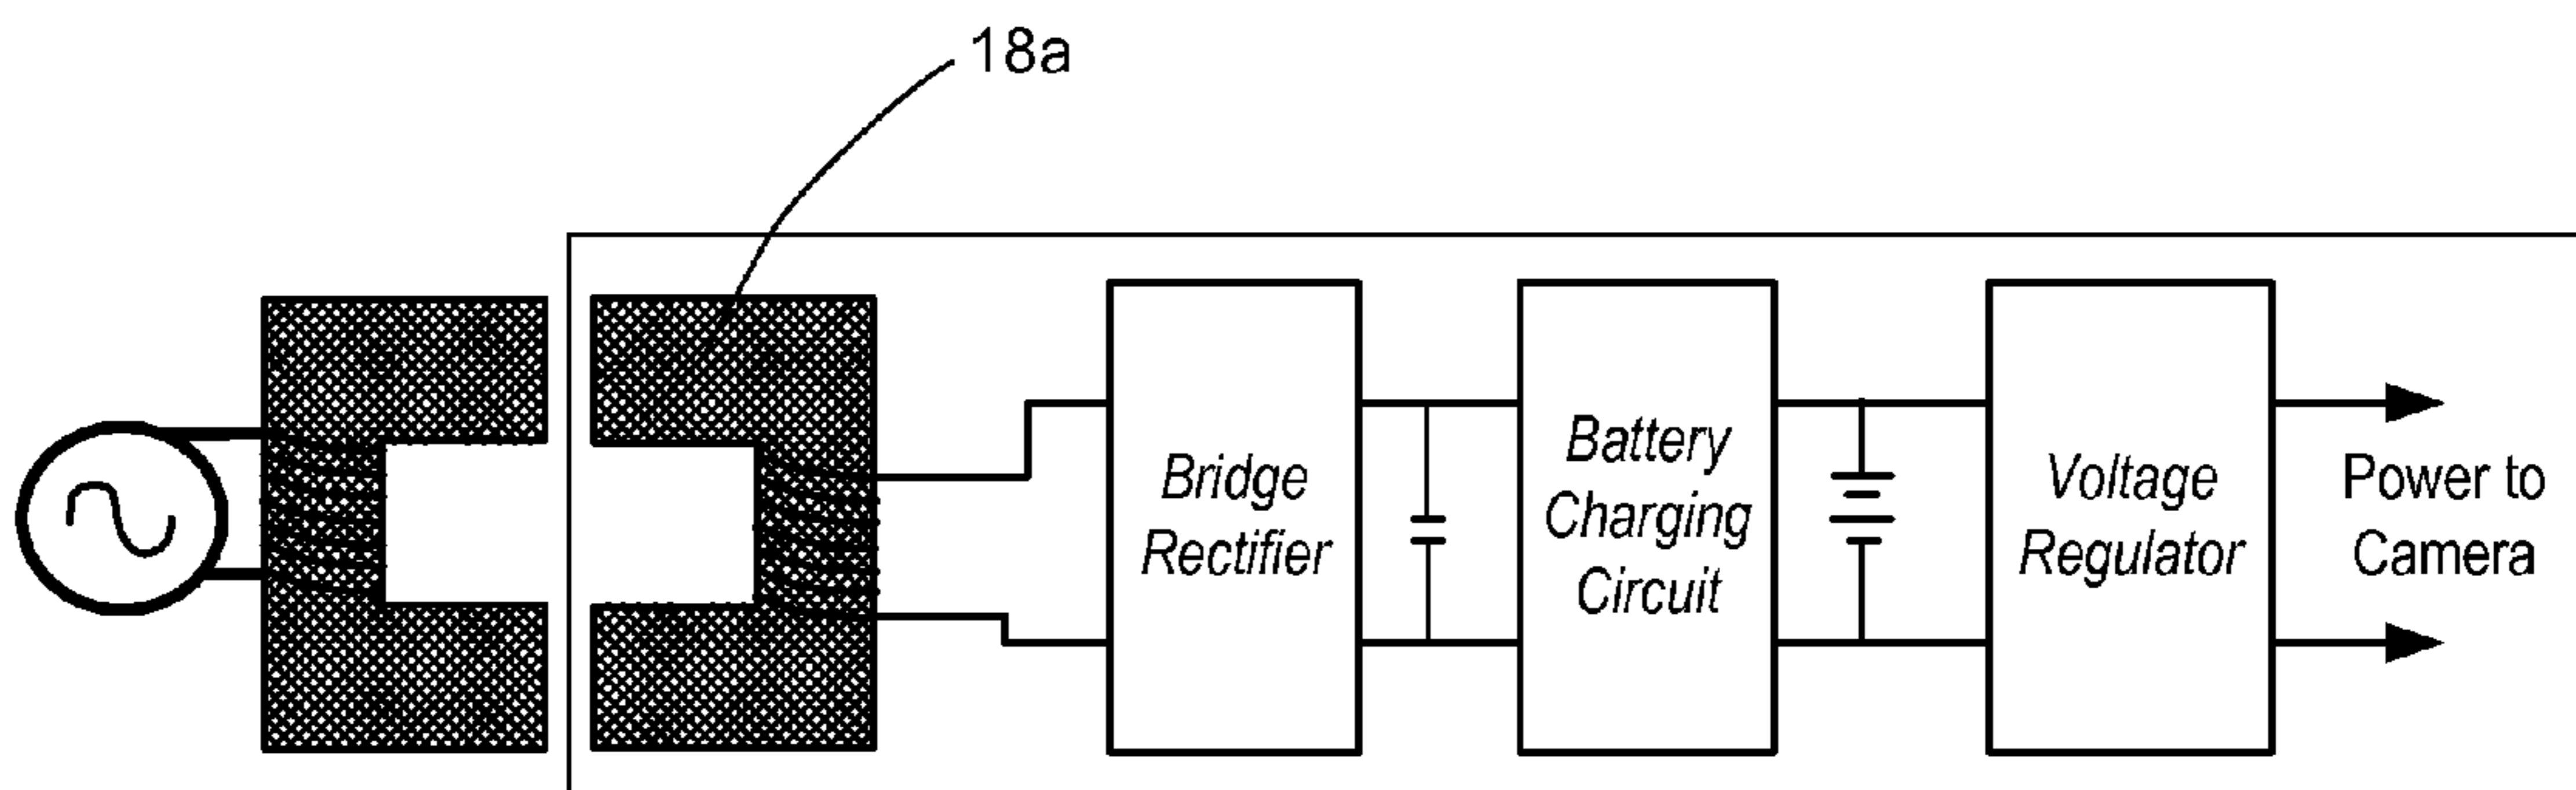 18a
Bridge
Rectifier
Battery
Charging
Circuit
Voltage
Regulator
Power to
Camera